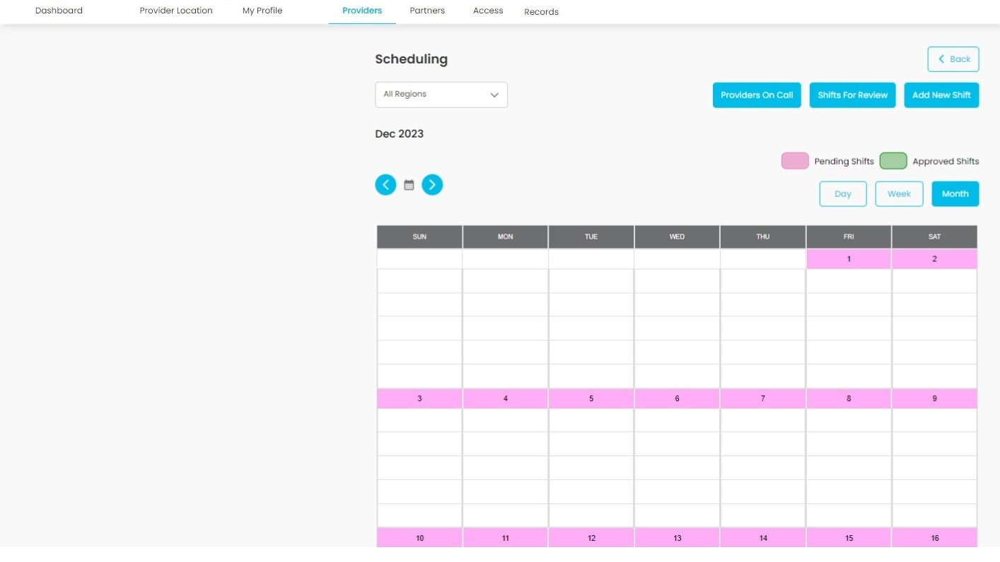 Dashboard Provider Location My Profile Providers Partners Access Records
Scheduling
Back
All Regions
Providers On Call Shifts For Review Add New Shift
Dec 2023
Pending Shifts Approved Shifts
Day Week Month
SUN MON TUE WED THU FRI SAT
1 2
3 4 5 6 7 8 9
10 11 12 13 14 15 16